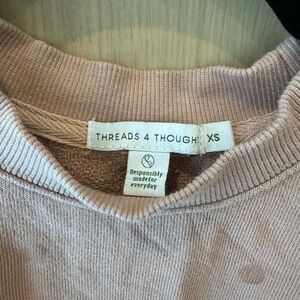 THREADS 4 THOUGHT XS
Responsibly
made for
everyday